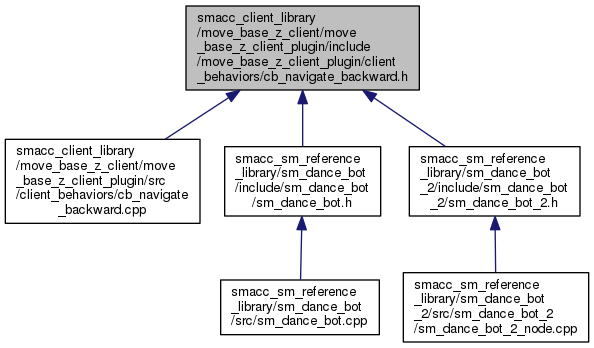 smacc_client_library
/move_base_z_client/move
_base_z_client_plugin/include
/move_base_z_client_plugin/client
_behaviors/cb_navigate_backward.h
smacc_client_library
/move_base_z_client/move
_base_z_client_plugin/src
/client_behaviors/cb_navigate
_backward.cpp
smacc_sm_reference
_library/sm_dance_bot
/include/sm_dance_bot
/sm_dance_bot.h
smacc_sm_reference
_library/sm_dance_bot
_2/include/sm_dance_bot
_2/sm_dance_bot_2.h
smacc_sm_reference
_library/sm_dance_bot
/src/sm_dance_bot.cpp
smacc_sm_reference
_library/sm_dance_bot
_2/src/sm_dance_bot_2
/sm_dance_bot_2_node.cpp